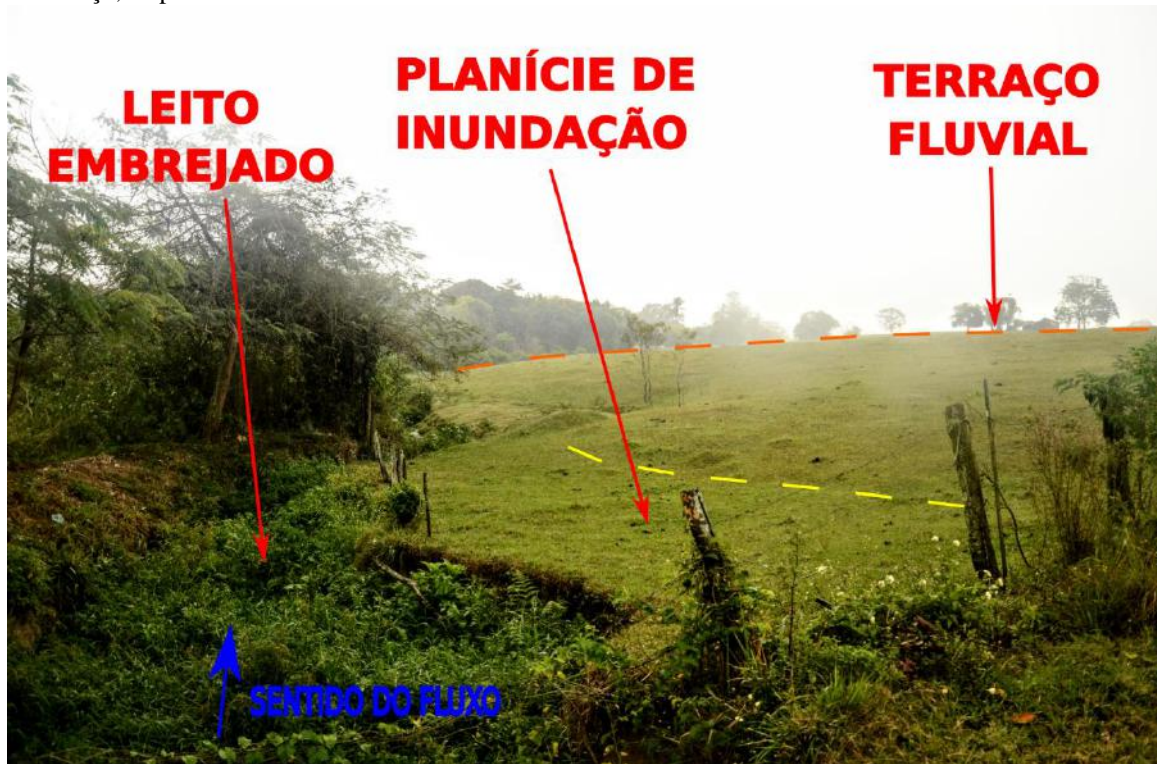 LEITO
EMBREJADO
PLANÍCIE DE
INUNDAÇÃO
TERRAÇO
FLUVIAL
SENTIDO DO FLUXO